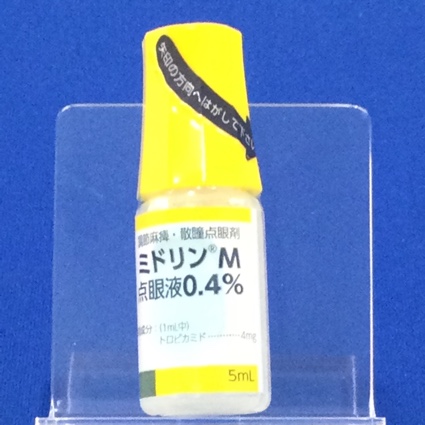 矢印の方向へはがして下さい
調節麻痺・散瞳点眼剤
ミドリン®M
点眼液0.4%
成分:(1mL中)
トロピカミド………4mg
5mL